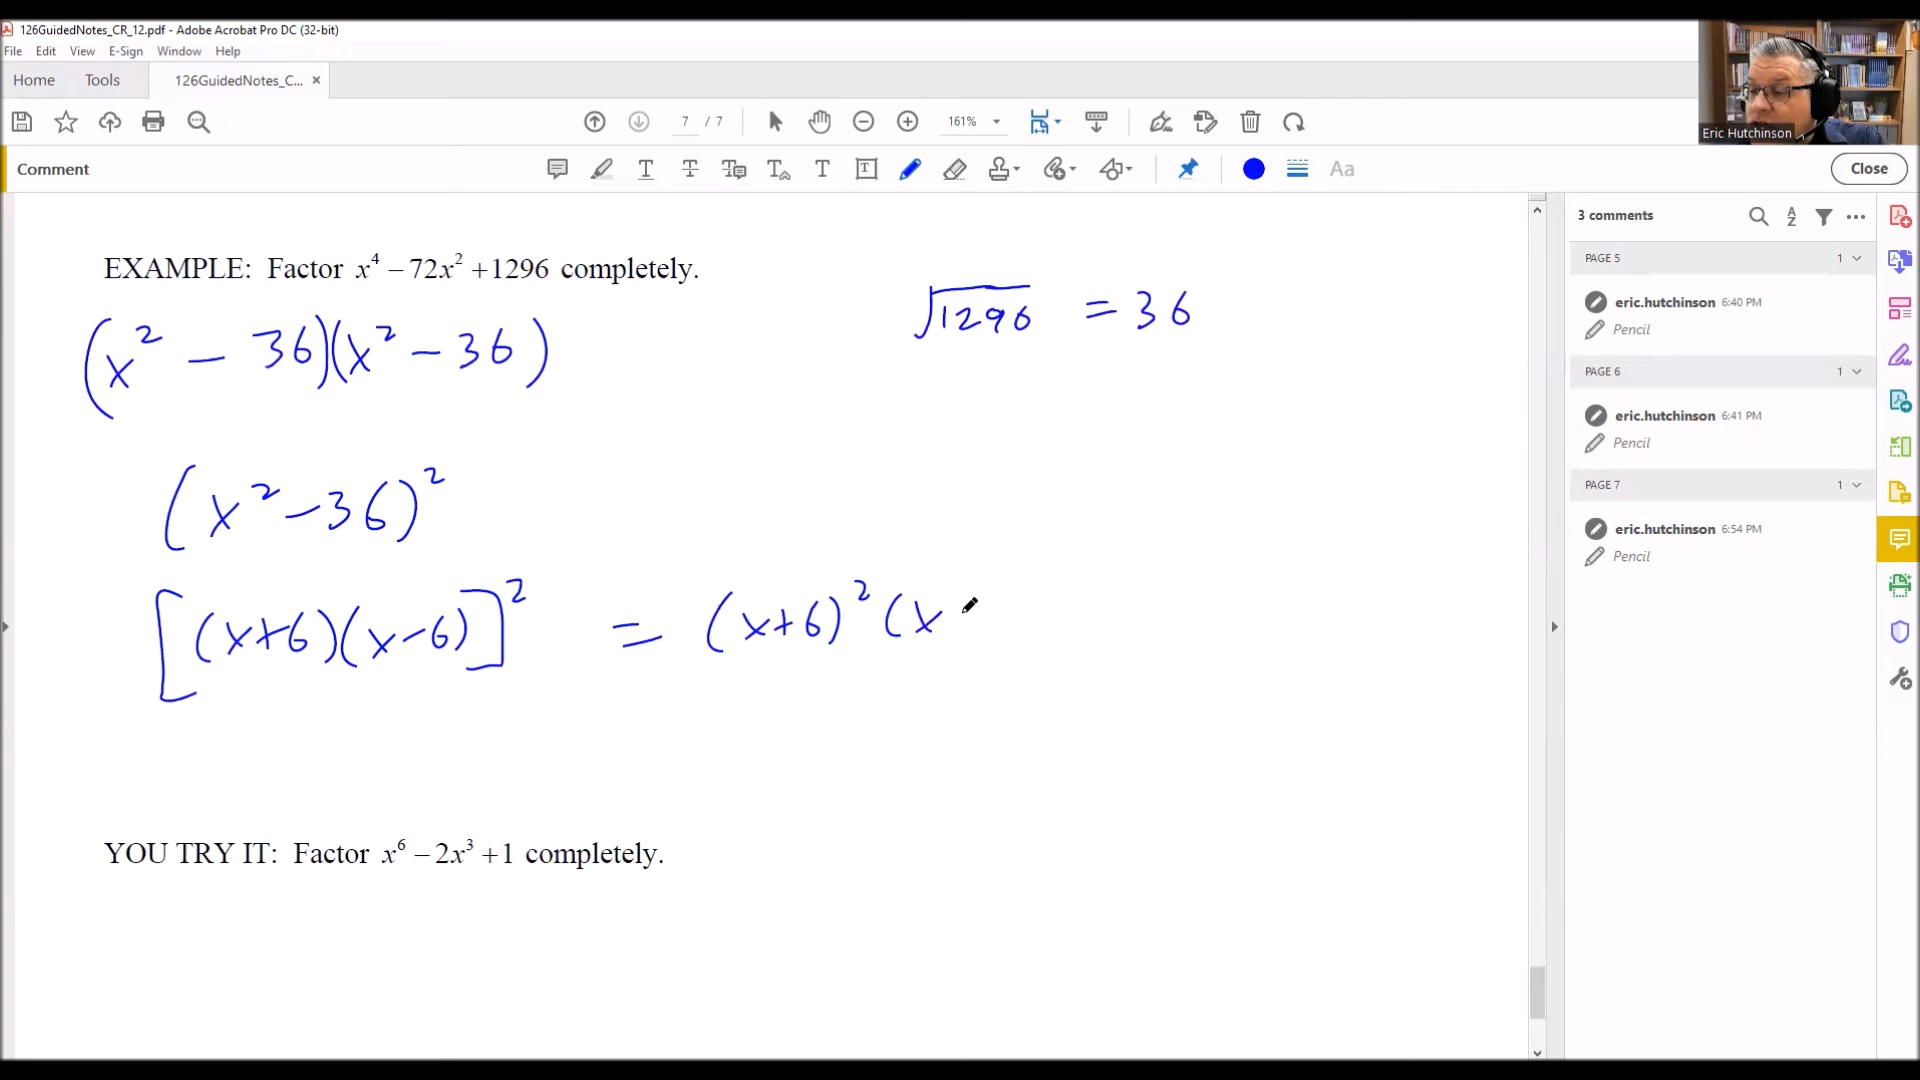 126GuidedNotes_CR_12.pdf - Adobe Acrobat Pro DC (32-bit)
File Edit View E-Sign Window Help
Home Tools 126GuidedNotes_C... ×
7 / 7 161%
Comment Aa Close
Eric Hutchinson
EXAMPLE: Factor x⁴ – 72x² + 1296 completely.
(x² – 36)(x² – 36)
√1296 = 36
(x² – 36)²
[(x+6)(x–6)]² = (x+6)² (x
YOU TRY IT: Factor x⁶ – 2x³ + 1 completely.
3 comments
PAGE 5 1
eric.hutchinson 6:40 PM
Pencil
PAGE 6 1
eric.hutchinson 6:41 PM
Pencil
PAGE 7 1
eric.hutchinson 6:54 PM
Pencil